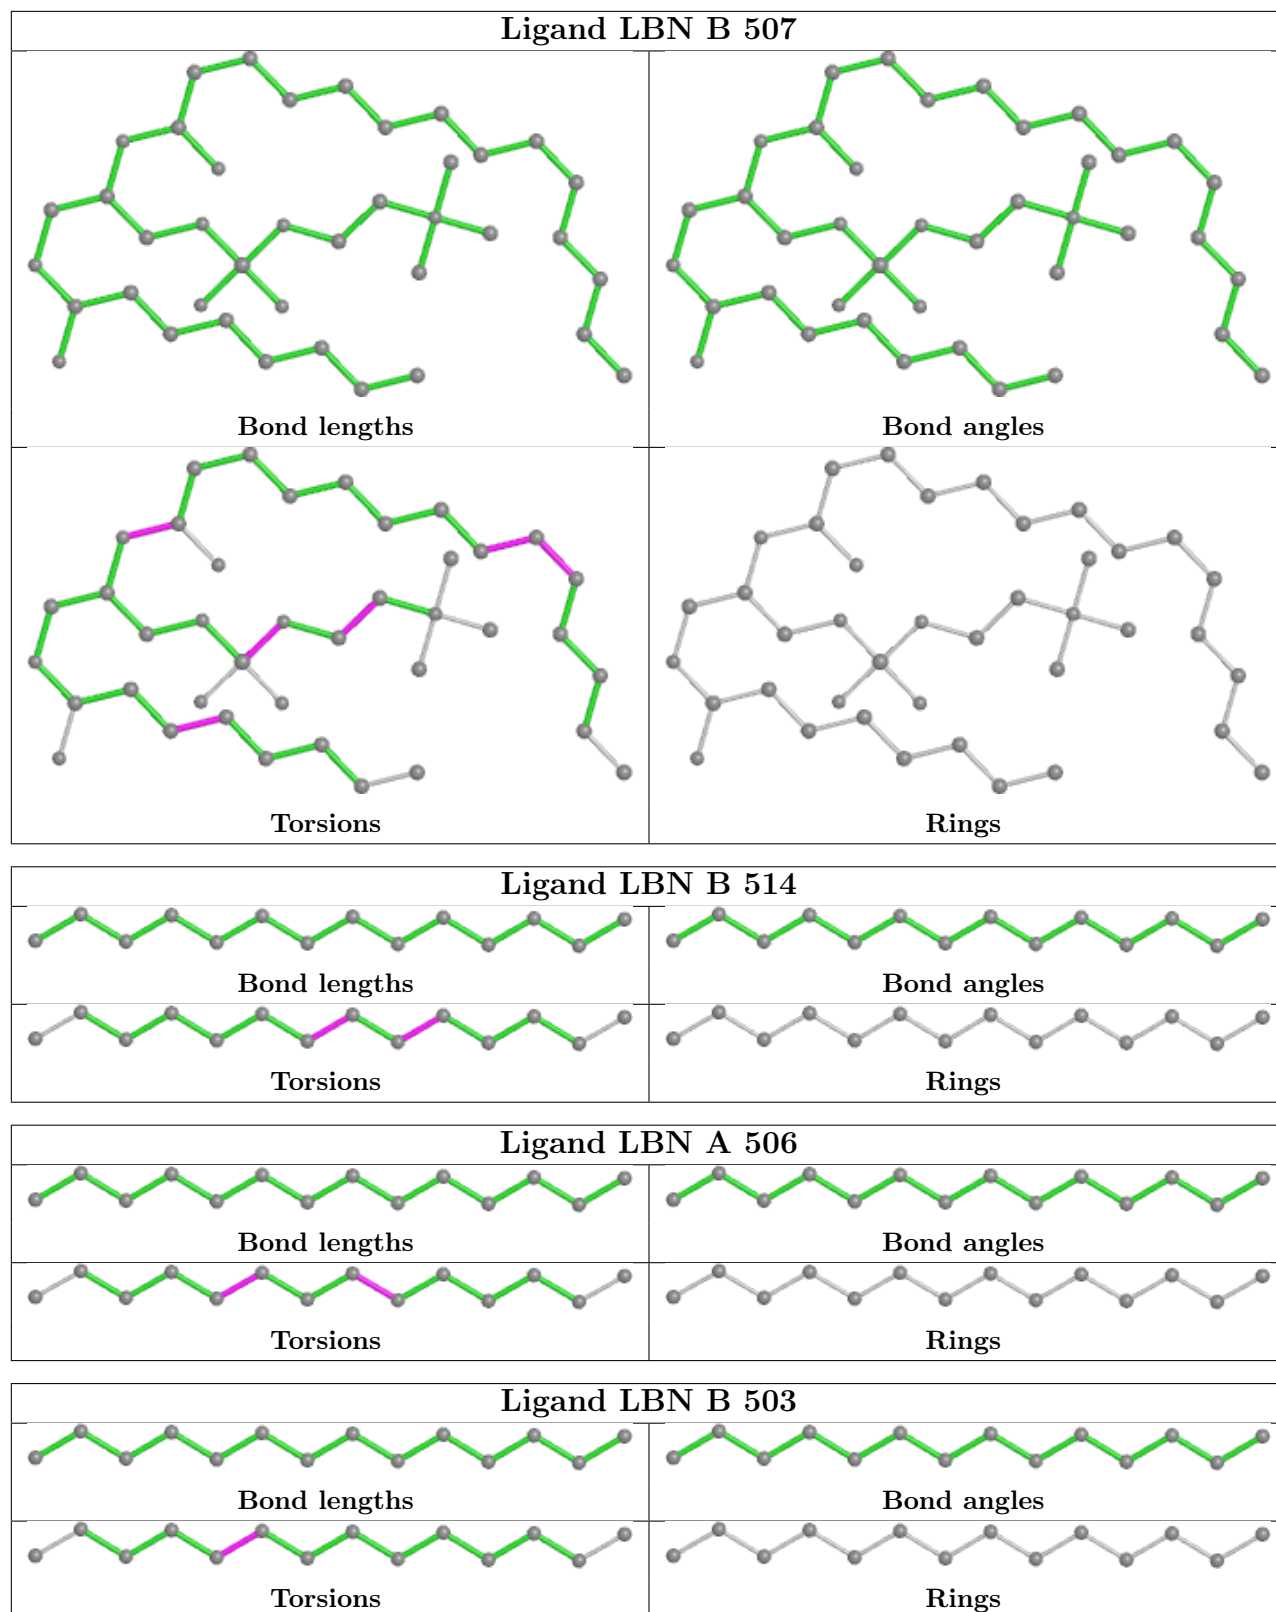 Ligand LBN B 507
Bond lengths
Bond angles
Torsions
Rings
Ligand LBN B 514
Bond lengths
Bond angles
Torsions
Rings
Ligand LBN A 506
Bond lengths
Bond angles
Torsions
Rings
Ligand LBN B 503
Bond lengths
Bond angles
Torsions
Rings